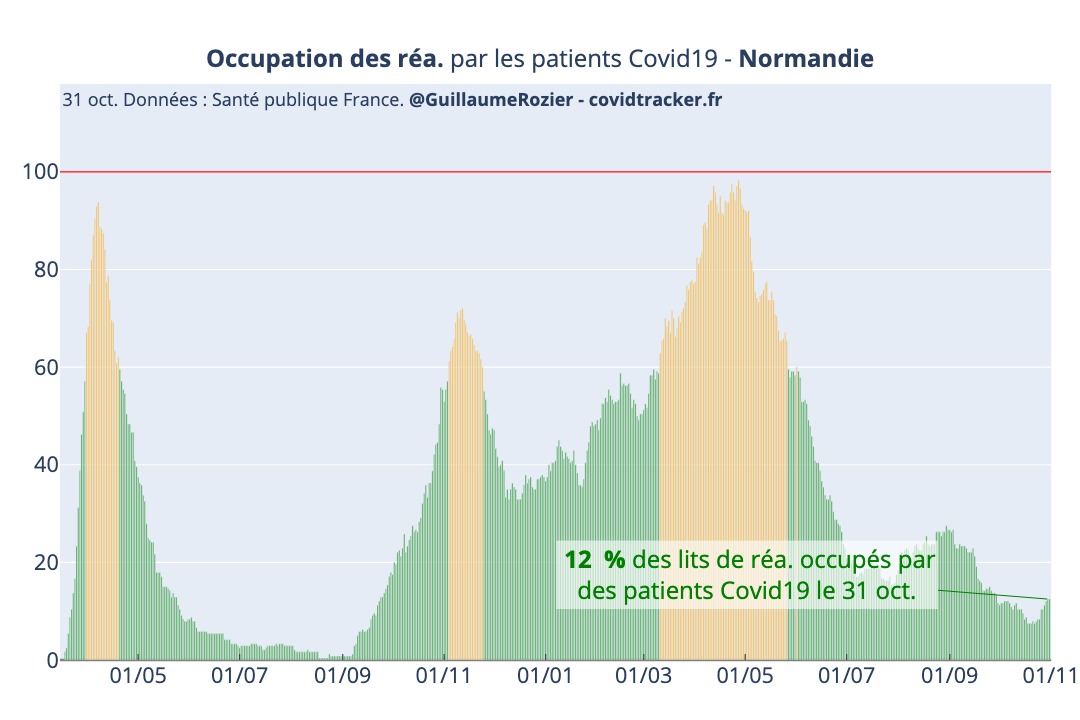 Occupation des réa. par les patients Covid19 - Normandie
31 oct. Données : Santé publique France. @GuillaumeRozier - covidtracker.fr
100
80
60
40
20
0
12 % des lits de réa. occupés par
des patients Covid19 le 31 oct.
01/05 01/07 01/09 01/11 01/01 01/03 01/05 01/07 01/09 01/11